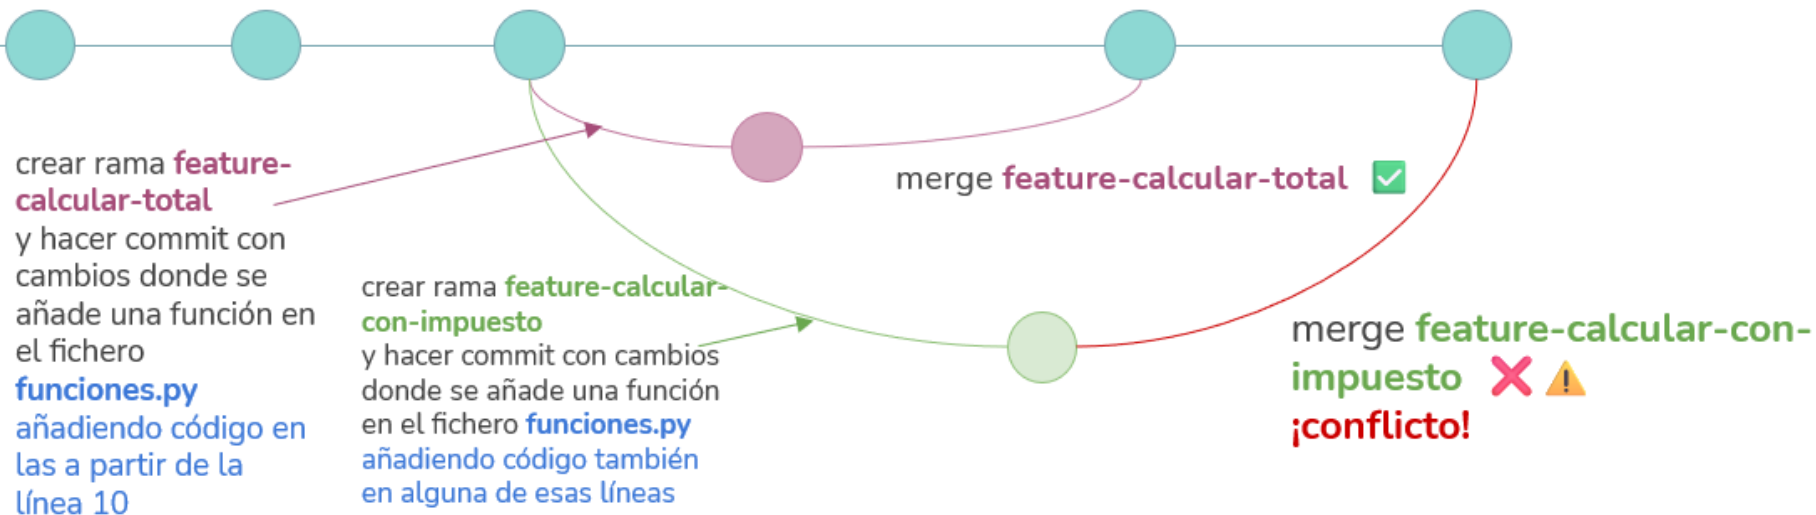 crear rama feature-
calcular-total
y hacer commit con
cambios donde se
añade una función en
el fichero
funciones.py
añadiendo código en
las a partir de la
línea 10
crear rama feature-calcular-
con-impuesto
y hacer commit con cambios
donde se añade una función
en el fichero funciones.py
añadiendo código también
en alguna de esas líneas
merge feature-calcular-total ✅
merge feature-calcular-con-
impuesto ❌ ⚠️
¡conflicto!